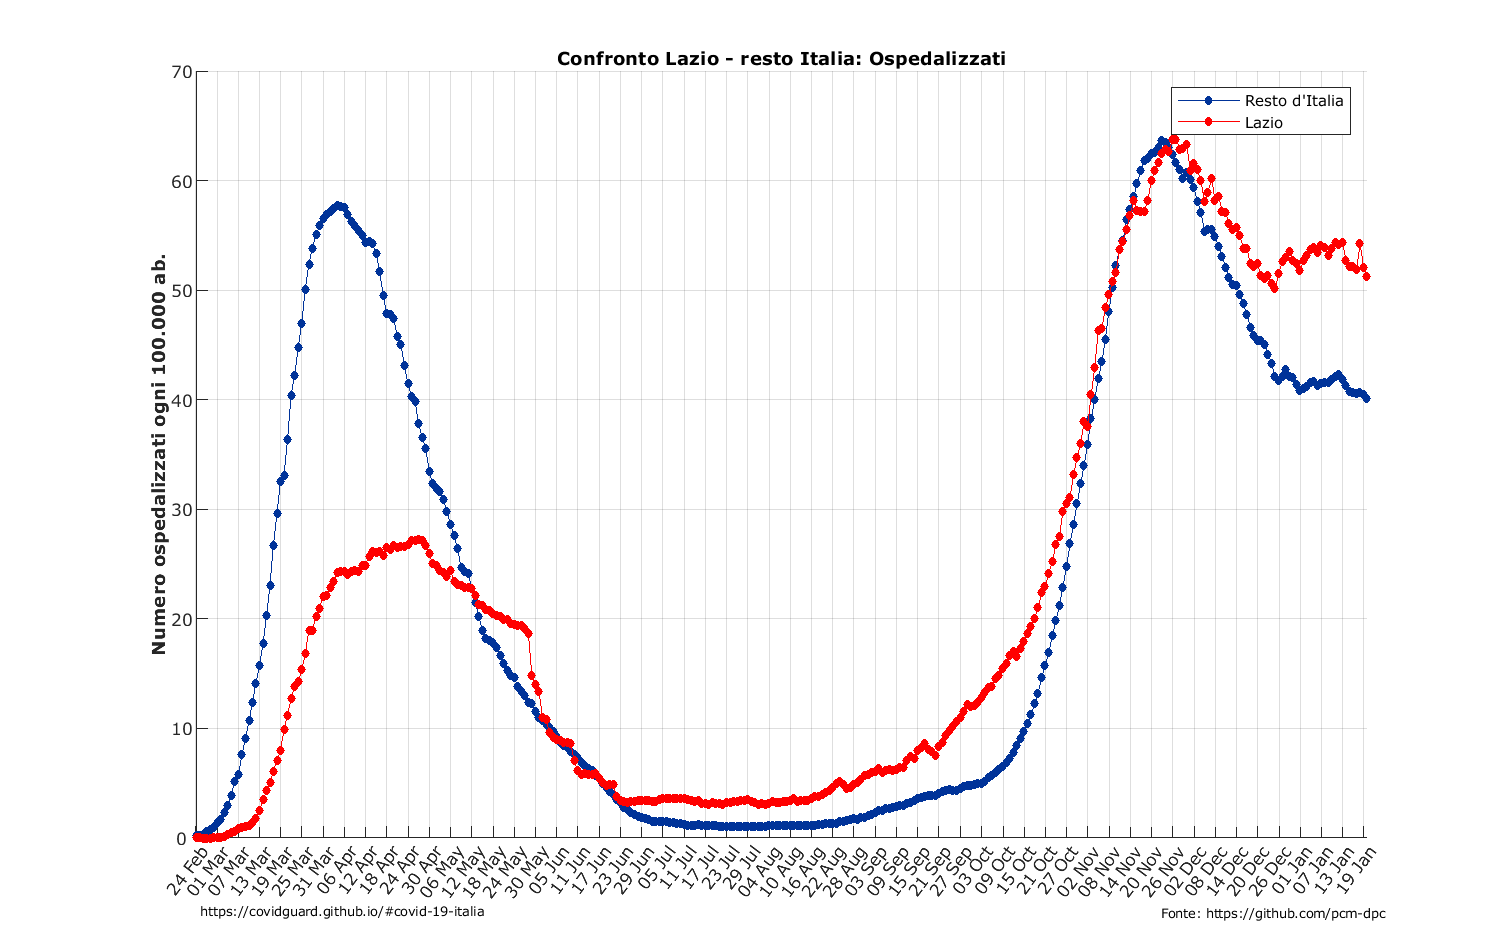 Confronto Lazio - resto Italia: Ospedalizzati
70
60
50
40
30
20
10
0
Numero ospedalizzati ogni 100.000 ab.
Resto d'Italia
Lazio
24 Feb
01 Mar
07 Mar
13 Mar
19 Mar
25 Mar
31 Mar
06 Apr
12 Apr
18 Apr
24 Apr
30 Apr
06 May
12 May
18 May
24 May
30 May
05 Jun
11 Jun
17 Jun
23 Jun
29 Jun
05 Jul
11 Jul
17 Jul
23 Jul
29 Jul
04 Aug
10 Aug
16 Aug
22 Aug
28 Aug
03 Sep
09 Sep
15 Sep
21 Sep
27 Sep
03 Oct
09 Oct
15 Oct
21 Oct
27 Oct
02 Nov
08 Nov
14 Nov
20 Nov
26 Nov
02 Dec
08 Dec
14 Dec
20 Dec
26 Dec
01 Jan
07 Jan
13 Jan
19 Jan
https://covidguard.github.io/#covid-19-italia
Fonte: https://github.com/pcm-dpc